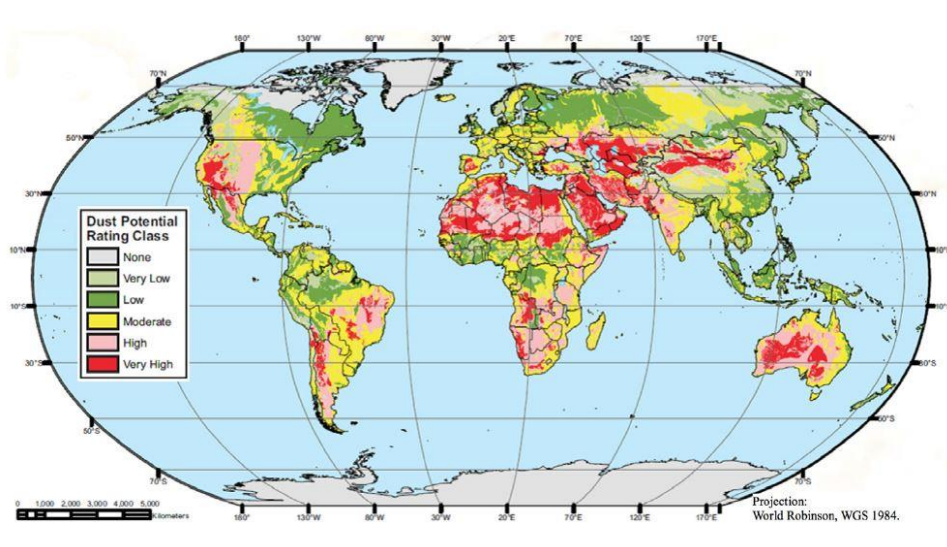 180° 130°W 80°W 30°W 20°E 70°E 120°E 170°E
70°N 70°N
50°N 50°N
30°N 30°N
Dust Potential
Rating Class
None
Very Low
Low
Moderate
High
Very High
10°N 10°N
10°S 10°S
30°S 30°S
50°S 50°S
70°S 70°S
0 1,000 2,000 3,000 4,000 5,000
Kilometers
180° 130°W 80°W 30°W 20°E 70°E 120°E 170°E
Projection:
World Robinson, WGS 1984.